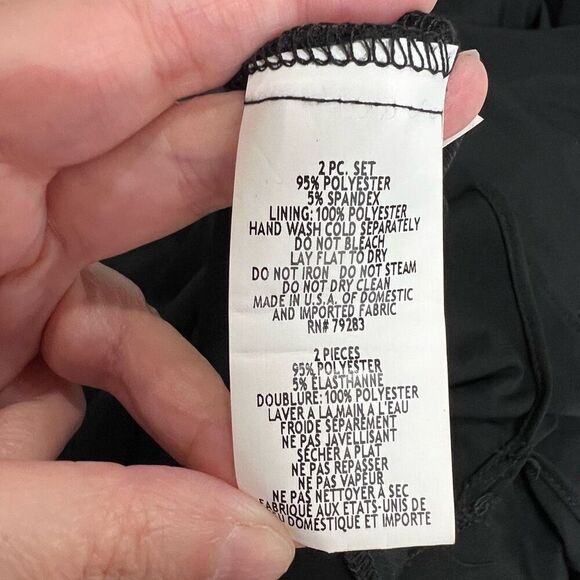 2 PC. SET
95% POLYESTER
5% SPANDEX
LINING: 100% POLYESTER
HAND WASH COLD SEPARATELY
DO NOT BLEACH
LAY FLAT TO DRY
DO NOT IRON DO NOT STEAM
DO NOT DRY CLEAN
MADE IN U.S.A. OF DOMESTIC
AND IMPORTED FABRIC
RN# 79283
2 PIECES
95% POLYESTER
5% ELASTHANNE
DOUBLURE: 100% POLYESTER
LAVER A LA MAIN A L'EAU
FROIDE SÉPARÉMENT
NE PAS JAVELLISANT
SÉCHER A PLAT
NE PAS REPASSER
NE PAS VAPEUR
NE PAS NETTOYER À SEC
FABRIQUÉ AUX ETATS-UNIS DE
DOMESTIQUE ET IMPORTE